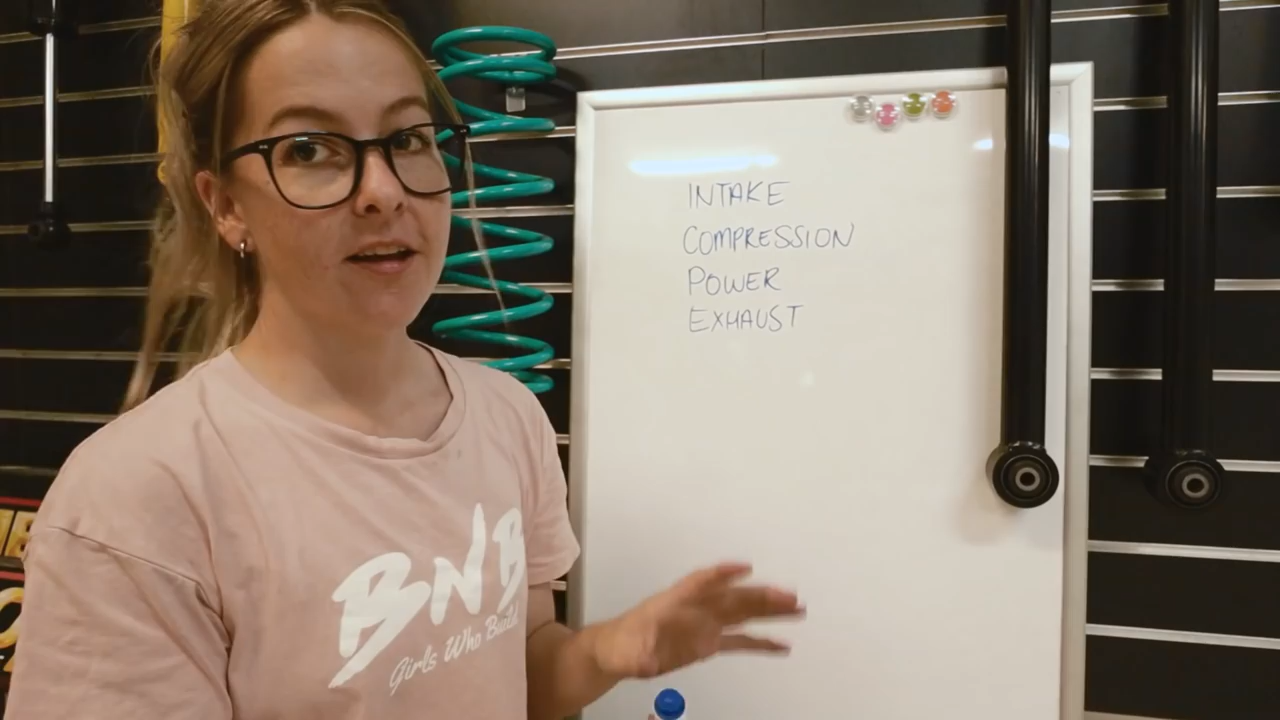 INTAKE
COMPRESSION
POWER
EXHAUST
BNB
Girls Who Build